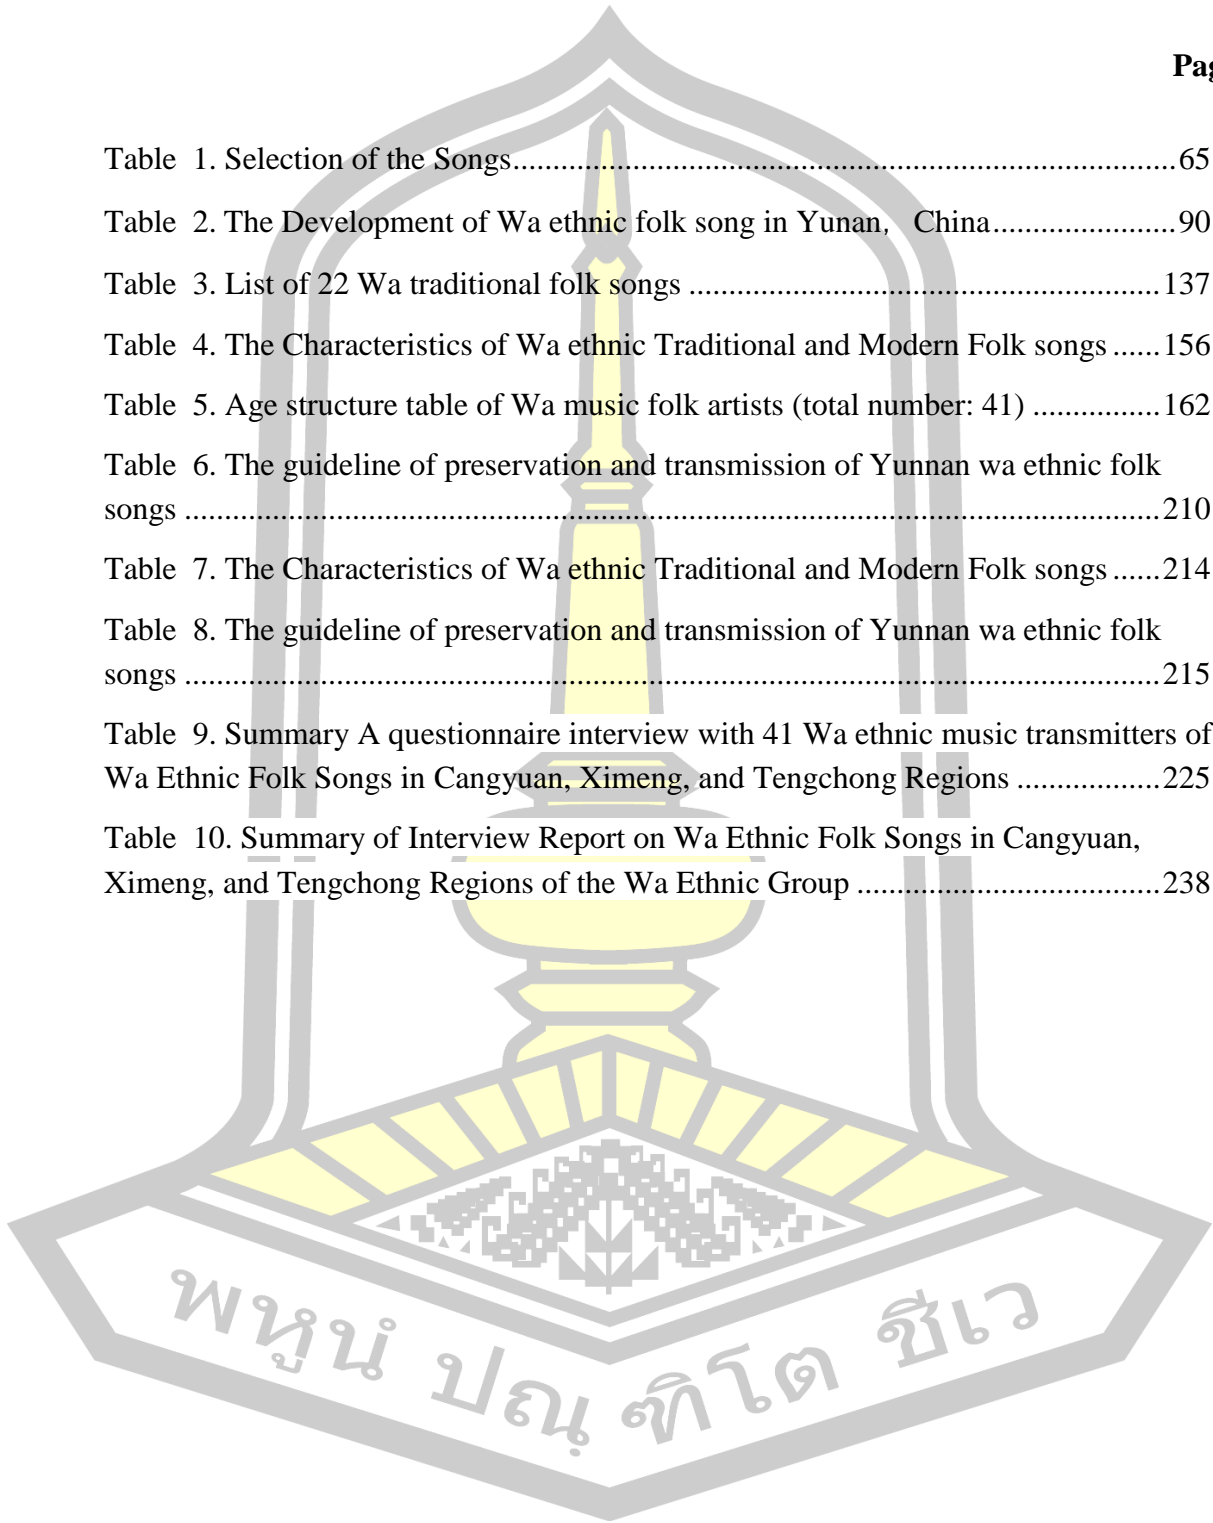 Pag
Table 1. Selection of the Songs................................................................................65
Table 2. The Development of Wa ethnic folk song in Yunan， China......................90
Table 3. List of 22 Wa traditional folk songs .........................................................137
Table 4. The Characteristics of Wa ethnic Traditional and Modern Folk songs ......156
Table 5. Age structure table of Wa music folk artists (total number: 41) ...............162
Table 6. The guideline of preservation and transmission of Yunnan wa ethnic folk
songs .....................................................................................................................210
Table 7. The Characteristics of Wa ethnic Traditional and Modern Folk songs ......214
Table 8. The guideline of preservation and transmission of Yunnan wa ethnic folk
songs .....................................................................................................................215
Table 9. Summary A questionnaire interview with 41 Wa ethnic music transmitters of
Wa Ethnic Folk Songs in Cangyuan, Ximeng, and Tengchong Regions .................225
Table 10. Summary of Interview Report on Wa Ethnic Folk Songs in Cangyuan,
Ximeng, and Tengchong Regions of the Wa Ethnic Group .....................................238
พหูนํ ปณฺฑิโต ชีเว